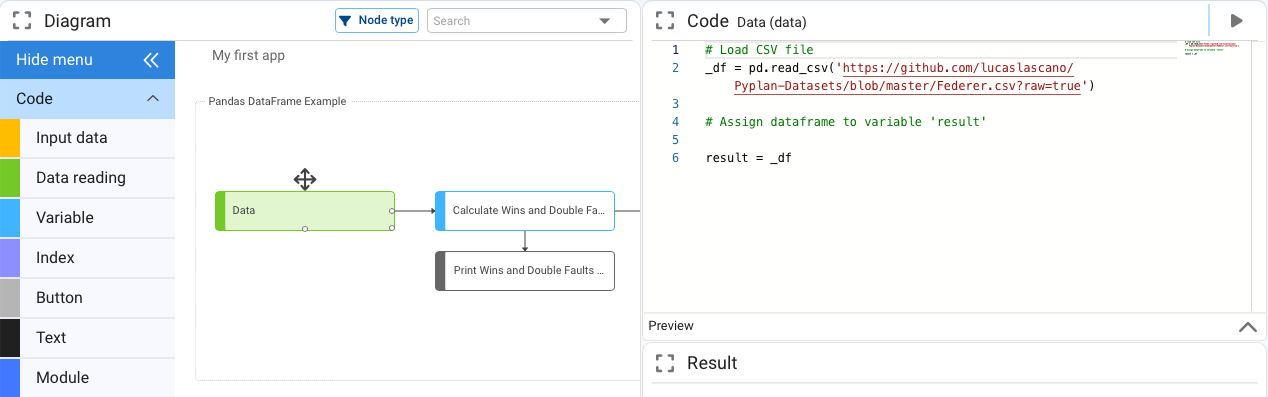 Diagram
Node type
Search
Hide menu
Code
Input data
Data reading
Variable
Index
Button
Text
Module
My first app
Pandas DataFrame Example
Data
Calculate Wins and Double Fa...
Print Wins and Double Faults ...
Code Data (data)
1 # Load CSV file
2 _df = pd.read_csv('https://github.com/lucaslascano/
Pyplan-Datasets/blob/master/Federer.csv?raw=true')
3
4 # Assign dataframe to variable 'result'
5
6 result = _df
Preview
Result